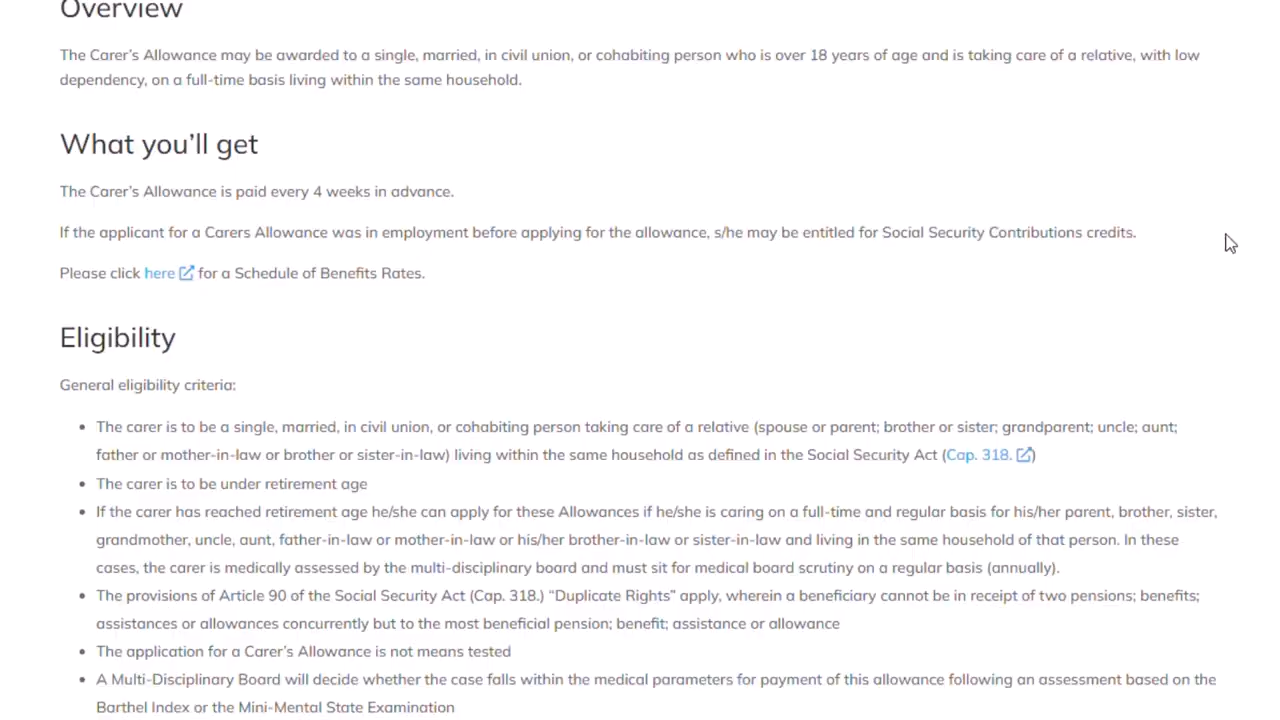 Overview
The Carer's Allowance may be awarded to a single, married, in civil union, or cohabiting person who is over 18 years of age and is taking care of a relative, with low
dependency, on a full-time basis living within the same household.
What you'll get
The Carer's Allowance is paid every 4 weeks in advance.
If the applicant for a Carers Allowance was in employment before applying for the allowance, s/he may be entitled for Social Security Contributions credits.
Please click here for a Schedule of Benefits Rates.
Eligibility
General eligibility criteria:
• The carer is to be a single, married, in civil union, or cohabiting person taking care of a relative (spouse or parent; brother or sister; grandparent; uncle; aunt;
father or mother-in-law or brother or sister-in-law) living within the same household as defined in the Social Security Act (Cap. 318. )
• The carer is to be under retirement age
• If the carer has reached retirement age he/she can apply for these Allowances if he/she is caring on a full-time and regular basis for his/her parent, brother, sister,
grandmother, uncle, aunt, father-in-law or mother-in-law or his/her brother-in-law or sister-in-law and living in the same household of that person. In these
cases, the carer is medically assessed by the multi-disciplinary board and must sit for medical board scrutiny on a regular basis (annually).
• The provisions of Article 90 of the Social Security Act (Cap. 318.) “Duplicate Rights” apply, wherein a beneficiary cannot be in receipt of two pensions; benefits;
assistances or allowances concurrently but to the most beneficial pension; benefit; assistance or allowance
• The application for a Carer's Allowance is not means tested
• A Multi-Disciplinary Board will decide whether the case falls within the medical parameters for payment of this allowance following an assessment based on the
Barthel Index or the Mini-Mental State Examination